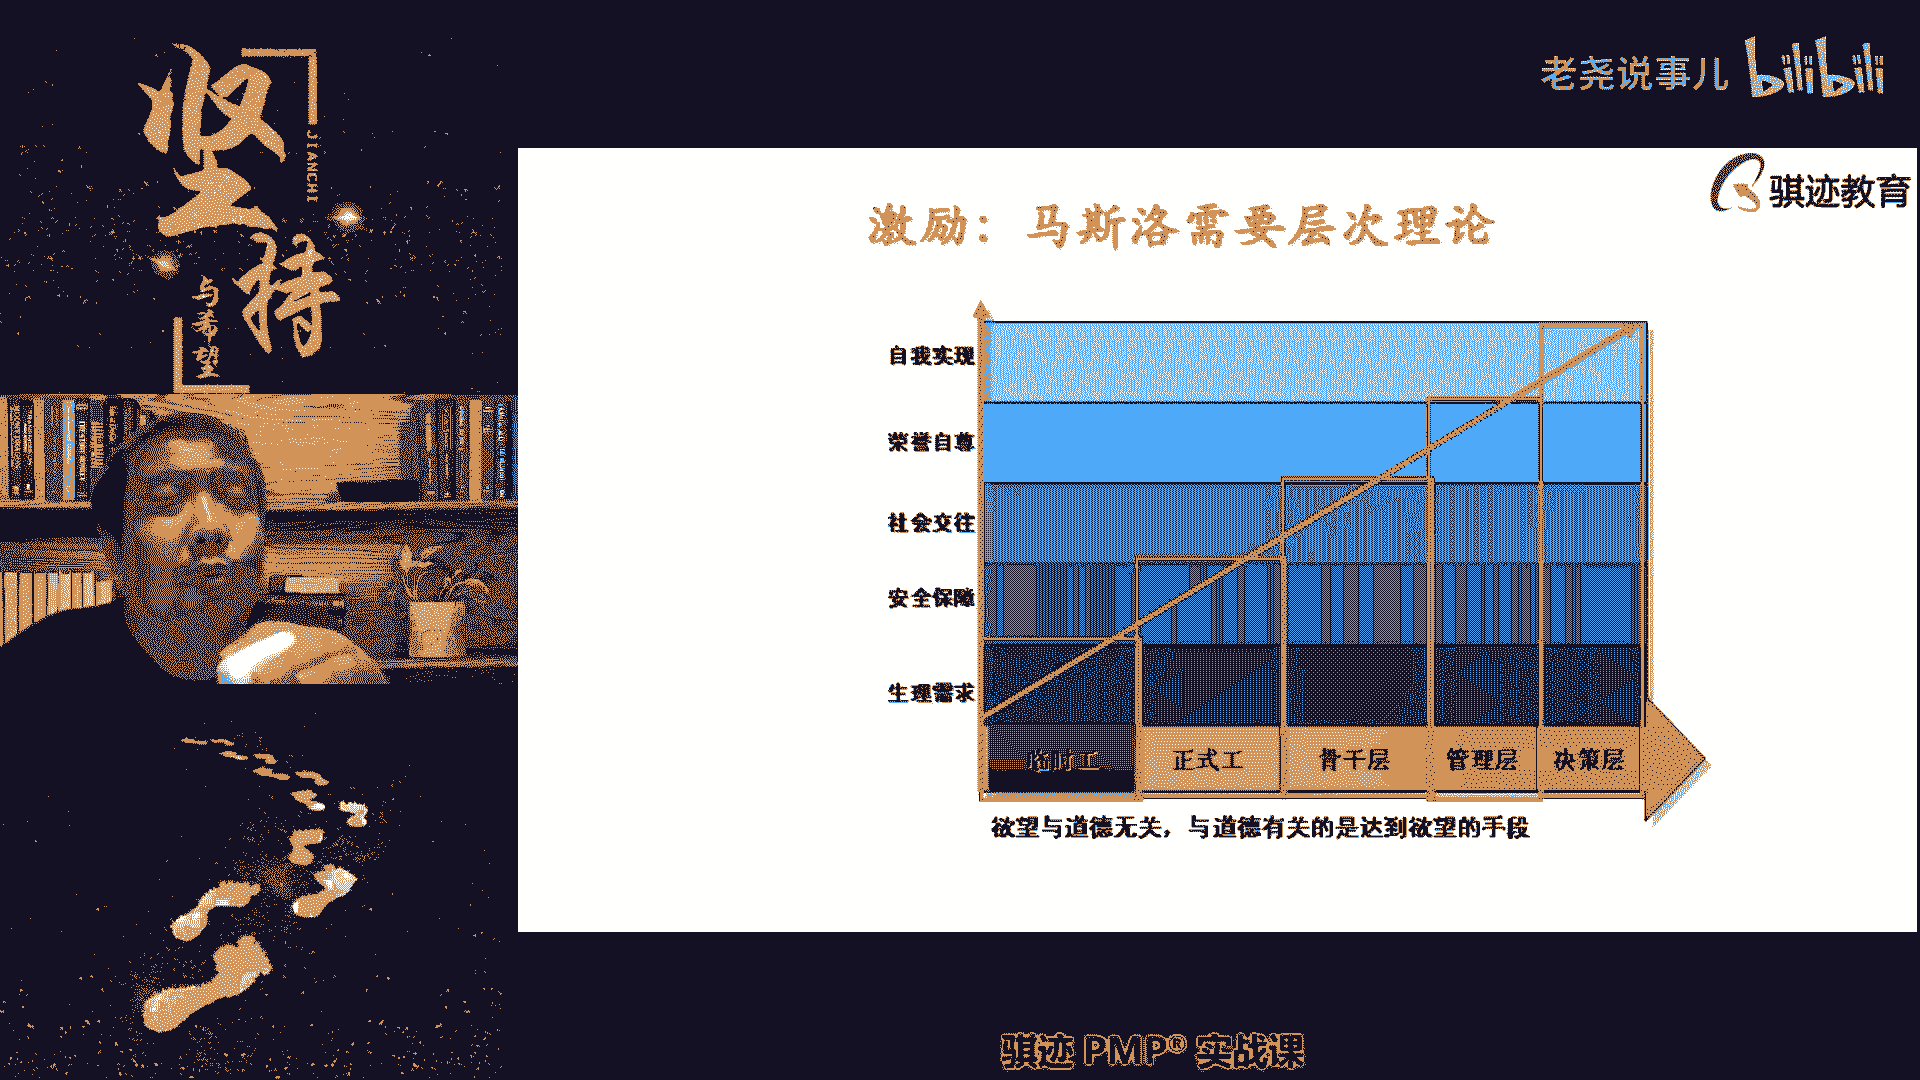 坚持
JIANCHI
与希望
老尧说事儿 bilibili
骐迹教育
激励：马斯洛需要层次理论
自我实现
荣誉自尊
社会交往
安全保障
生理需求
临时工 正式工 骨干层 管理层 决策层
欲望与道德无关，与道德有关的是达到欲望的手段
骐迹 PMP® 实战课